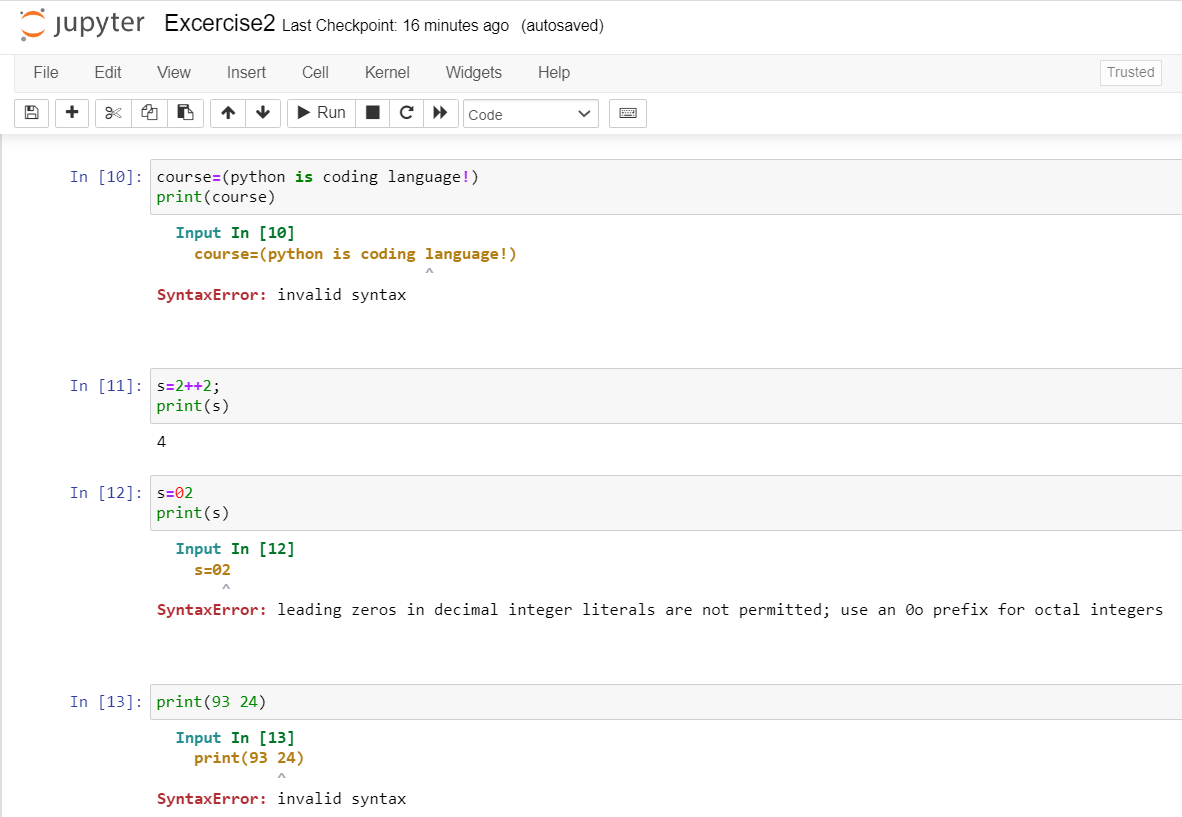 jupyter Excercise2 Last Checkpoint: 16 minutes ago (autosaved)
File Edit View Insert Cell Kernel Widgets Help Trusted
Run Code
In [10]: course=(python is coding language!)
print(course)
Input In [10]
course=(python is coding language!)
^
SyntaxError: invalid syntax
In [11]: s=2++2;
print(s)
4
In [12]: s=02
print(s)
Input In [12]
s=02
^
SyntaxError: leading zeros in decimal integer literals are not permitted; use an 0o prefix for octal integers
In [13]: print(93 24)
Input In [13]
print(93 24)
^
SyntaxError: invalid syntax